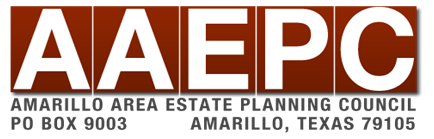 AAEPC
AMARILLO AREA ESTATE PLANNING COUNCIL
PO BOX 9003 AMARILLO, TEXAS 79105